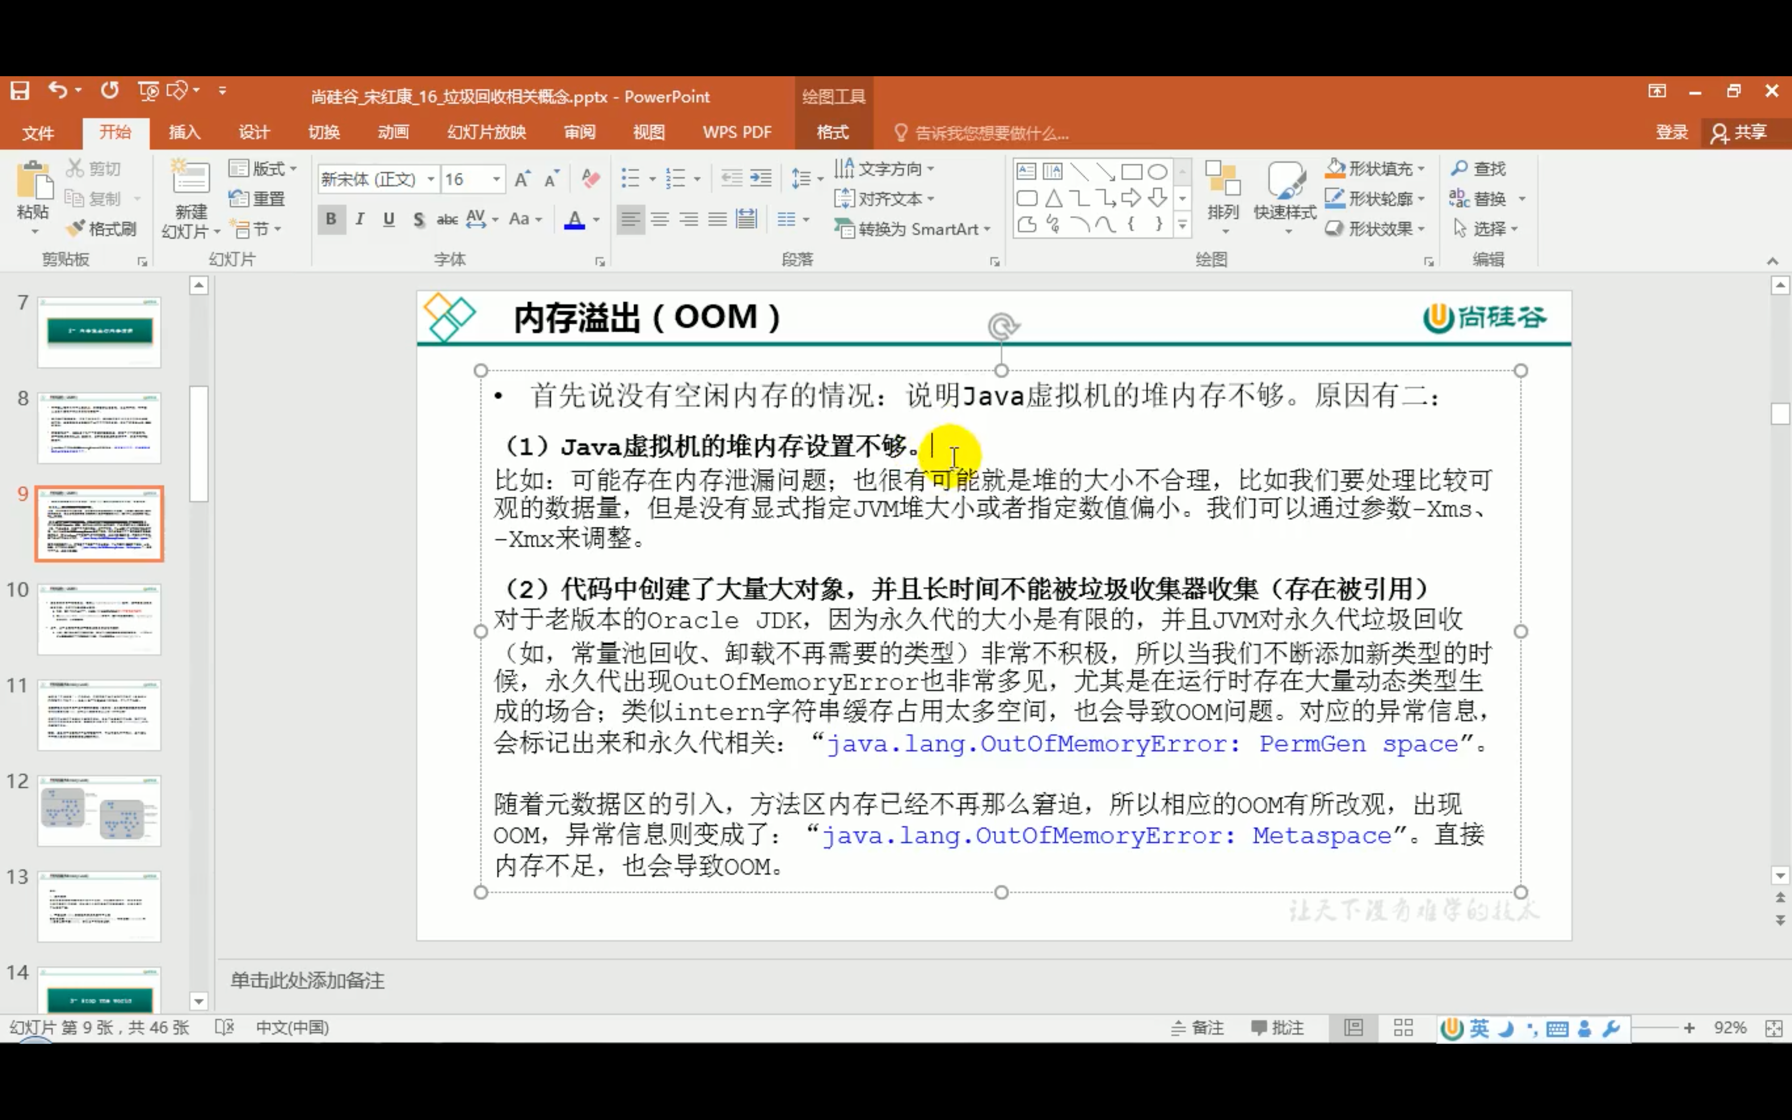 尚硅谷_宋红康_16_垃圾回收相关概念.pptx - PowerPoint
绘图工具
文件 开始 插入 设计 切换 动画 幻灯片放映 审阅 视图 WPS PDF 格式 告诉我您想要做什么... 登录 共享
粘贴
剪切
复制
格式刷
剪贴板
新建
幻灯片
版式
重置
节
幻灯片
新宋体 (正文) 16
B I U S abc AV Aa A
字体
文字方向
对齐文本
转换为 SmartArt
段落
排列
快速样式
形状填充
形状轮廓
形状效果
绘图
查找
替换
选择
编辑
7
8
9
10
11
12
13
14
内存溢出（OOM）
尚硅谷
• 首先说没有空闲内存的情况：说明Java虚拟机的堆内存不够。原因有二：
（1）Java虚拟机的堆内存设置不够。
比如：可能存在内存泄漏问题；也很有可能就是堆的大小不合理，比如我们要处理比较可
观的数据量，但是没有显式指定JVM堆大小或者指定数值偏小。我们可以通过参数-Xms、
-Xmx来调整。
（2）代码中创建了大量大对象，并且长时间不能被垃圾收集器收集（存在被引用）
对于老版本的Oracle JDK，因为永久代的大小是有限的，并且JVM对永久代垃圾回收
（如，常量池回收、卸载不再需要的类型）非常不积极，所以当我们不断添加新类型的时
候，永久代出现OutOfMemoryError也非常多见，尤其是在运行时存在大量动态类型生
成的场合；类似intern字符串缓存占用太多空间，也会导致OOM问题。对应的异常信息，
会标记出来和永久代相关：“java.lang.OutOfMemoryError: PermGen space”。
随着元数据区的引入，方法区内存已经不再那么窘迫，所以相应的OOM有所改观，出现
OOM，异常信息则变成了：“java.lang.OutOfMemoryError: Metaspace”。直接
内存不足，也会导致OOM。
让天下没有难学的技术
单击此处添加备注
幻灯片 第 9 张，共 46 张 中文(中国) 备注 批注 英 92%